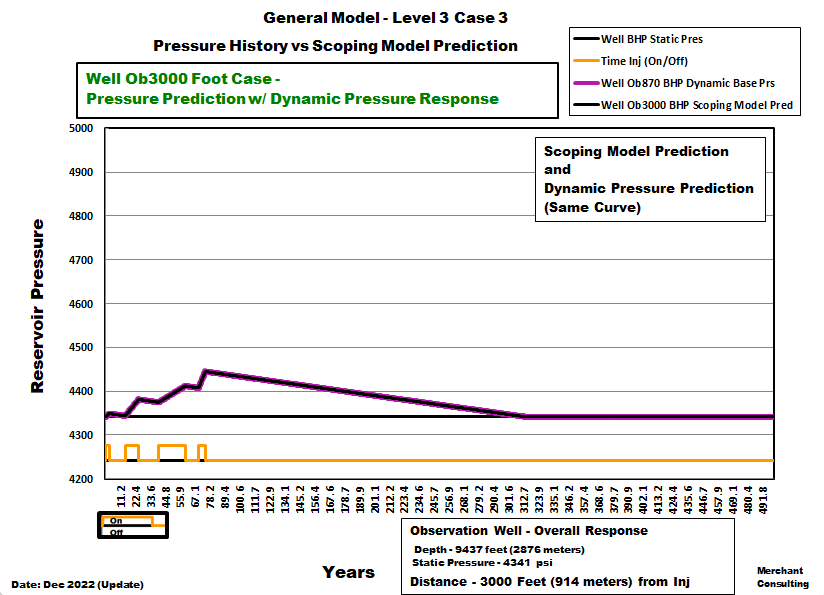 General Model - Level 3 Case 3
Pressure History vs Scoping Model Prediction
Well BHP Static Pres
Time Inj (On/Off)
Well Ob870 BHP Dynamic Base Prs
Well Ob3000 BHP Scoping Model Pred
Well Ob3000 Foot Case -
Pressure Prediction w/ Dynamic Pressure Response
Scoping Model Prediction
and
Dynamic Pressure Prediction
(Same Curve)
Reservoir Pressure
5000
4900
4800
4700
4600
4500
4400
4300
4200
11.2 22.4 33.6 44.8 55.9 67.1 78.2 89.4 100.6 111.7 122.9 134.1 145.2 156.4 167.6 178.7 189.9 201.1 212.2 223.4 234.6 245.7 256.9 268.1 279.2 290.4 301.6 312.7 323.9 335.1 346.2 357.4 368.6 379.7 390.9 402.1 413.2 424.4 435.6 446.7 457.9 469.1 480.4 491.8
On
Off
Years
Observation Well - Overall Response
Depth - 9437 feet (2876 meters)
Static Pressure - 4341 psi
Distance - 3000 Feet (914 meters) from Inj
Date: Dec 2022 (Update)
Merchant
Consulting